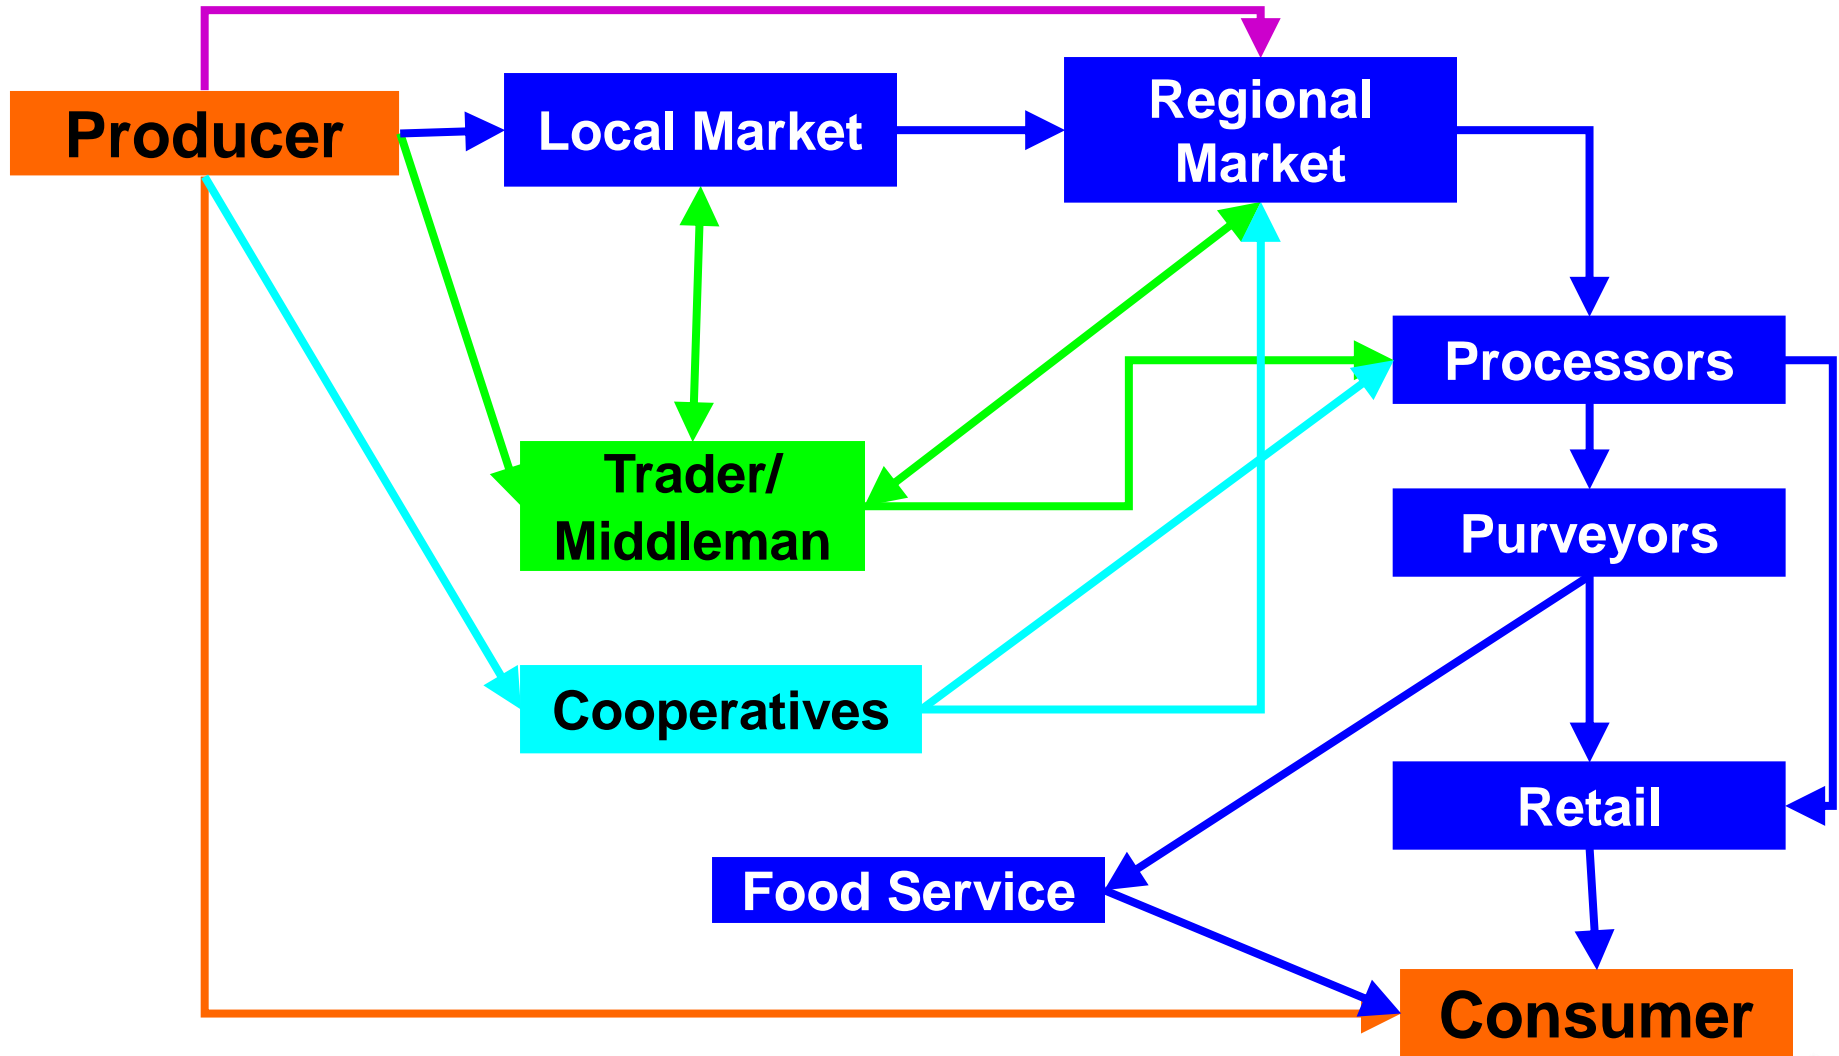 Producer
Local Market
Regional
Market
Processors
Trader/
Middleman
Purveyors
Cooperatives
Retail
Food Service
Consumer